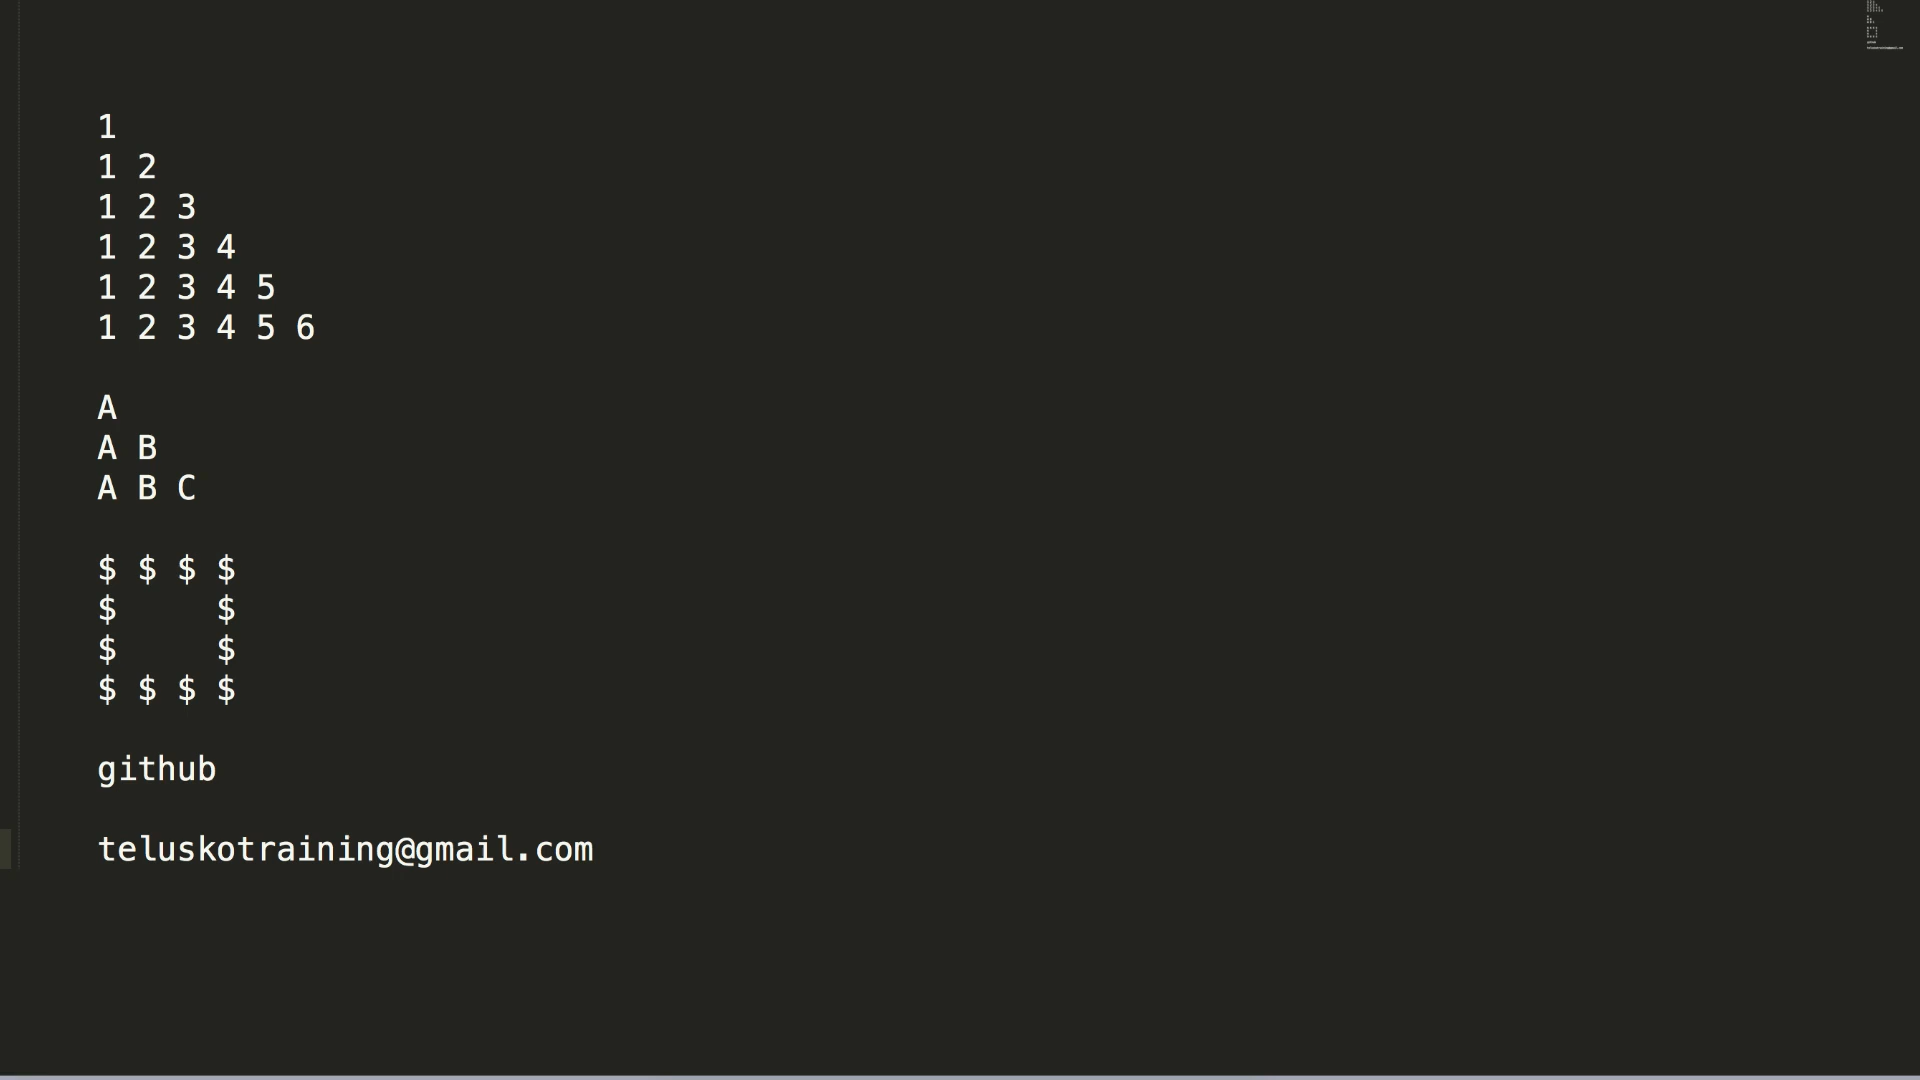 1
1 2
1 2 3
1 2 3 4
1 2 3 4 5
1 2 3 4 5 6
A
A B
A B C
$ $ $ $
$     $
$     $
$ $ $ $
github
teluskotraining@gmail.com